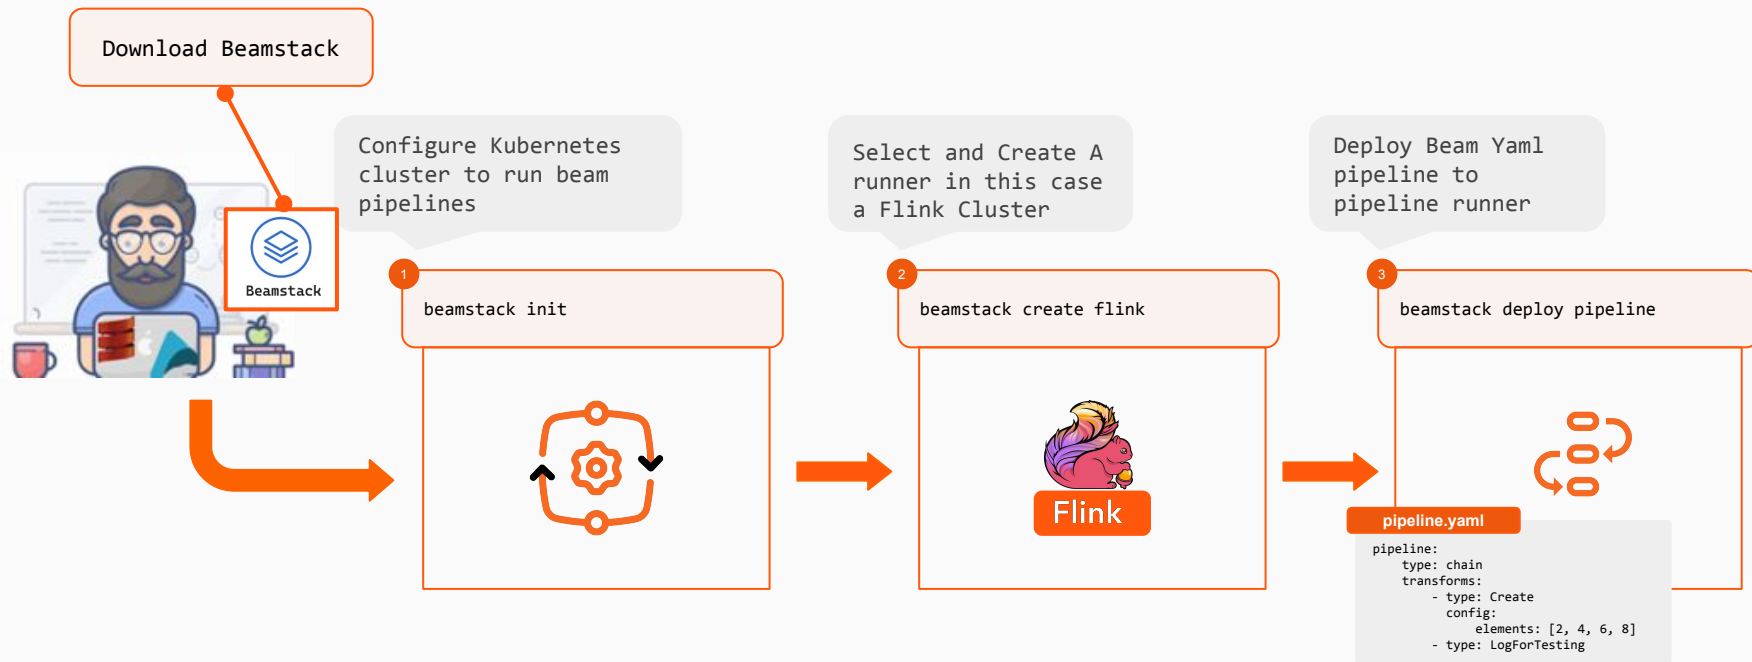 Download Beamstack
Beamstack
Configure Kubernetes
cluster to run beam
pipelines
1
beamstack init
Select and Create A
runner in this case
a Flink Cluster
2
beamstack create flink
Flink
Deploy Beam Yaml
pipeline to
pipeline runner
3
beamstack deploy pipeline
pipeline.yaml
pipeline:
    type: chain
    transforms:
        - type: Create
          config:
              elements: [2, 4, 6, 8]
        - type: LogForTesting